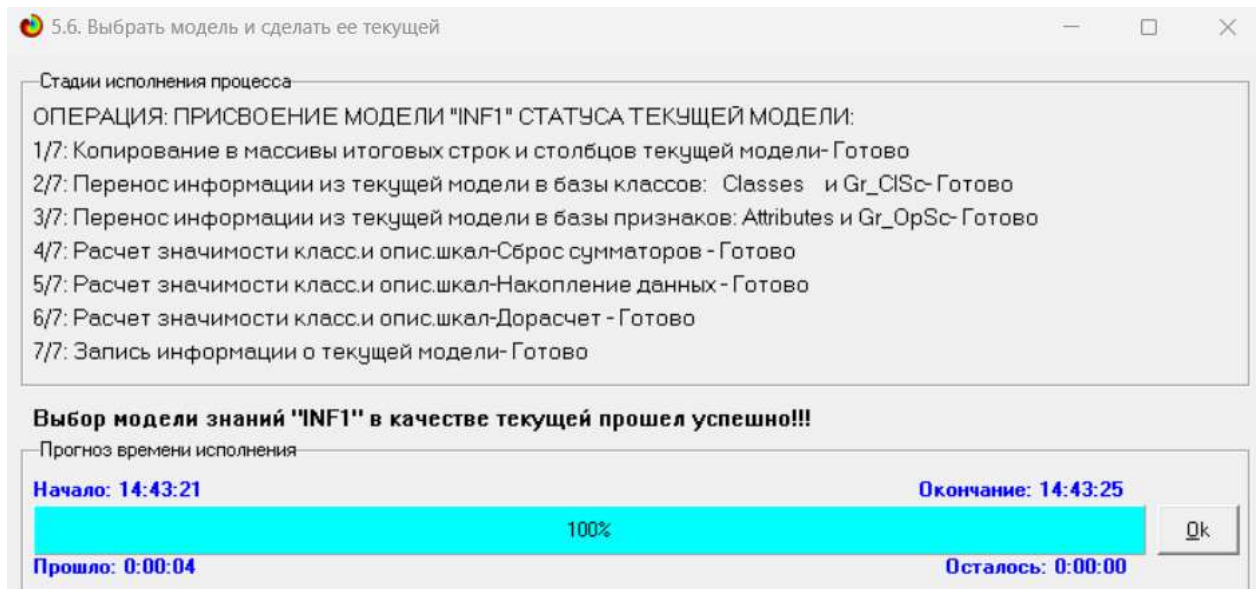 5.6. Выбрать модель и сделать ее текущей
Стадии исполнения процесса
ОПЕРАЦИЯ: ПРИСВОЕНИЕ МОДЕЛИ "INF1" СТАТУСА ТЕКУЩЕЙ МОДЕЛИ:
1/7: Копирование в массивы итоговых строк и столбцов текущей модели- Готово
2/7: Перенос информации из текущей модели в базы классов: Classes и Gr_ClSc- Готово
3/7: Перенос информации из текущей модели в базы признаков: Attributes и Gr_OpSc- Готово
4/7: Расчет значимости класс.и опис.шкал-Сброс сумматоров - Готово
5/7: Расчет значимости класс.и опис.шкал-Накопление данных - Готово
6/7: Расчет значимости класс.и опис.шкал-Дорасчет - Готово
7/7: Запись информации о текущей модели- Готово
Выбор модели знаний "INF1" в качестве текущей прошел успешно!!!
Прогноз времени исполнения
Начало: 14:43:21 Окончание: 14:43:25
100% Ok
Прошло: 0:00:04 Осталось: 0:00:00